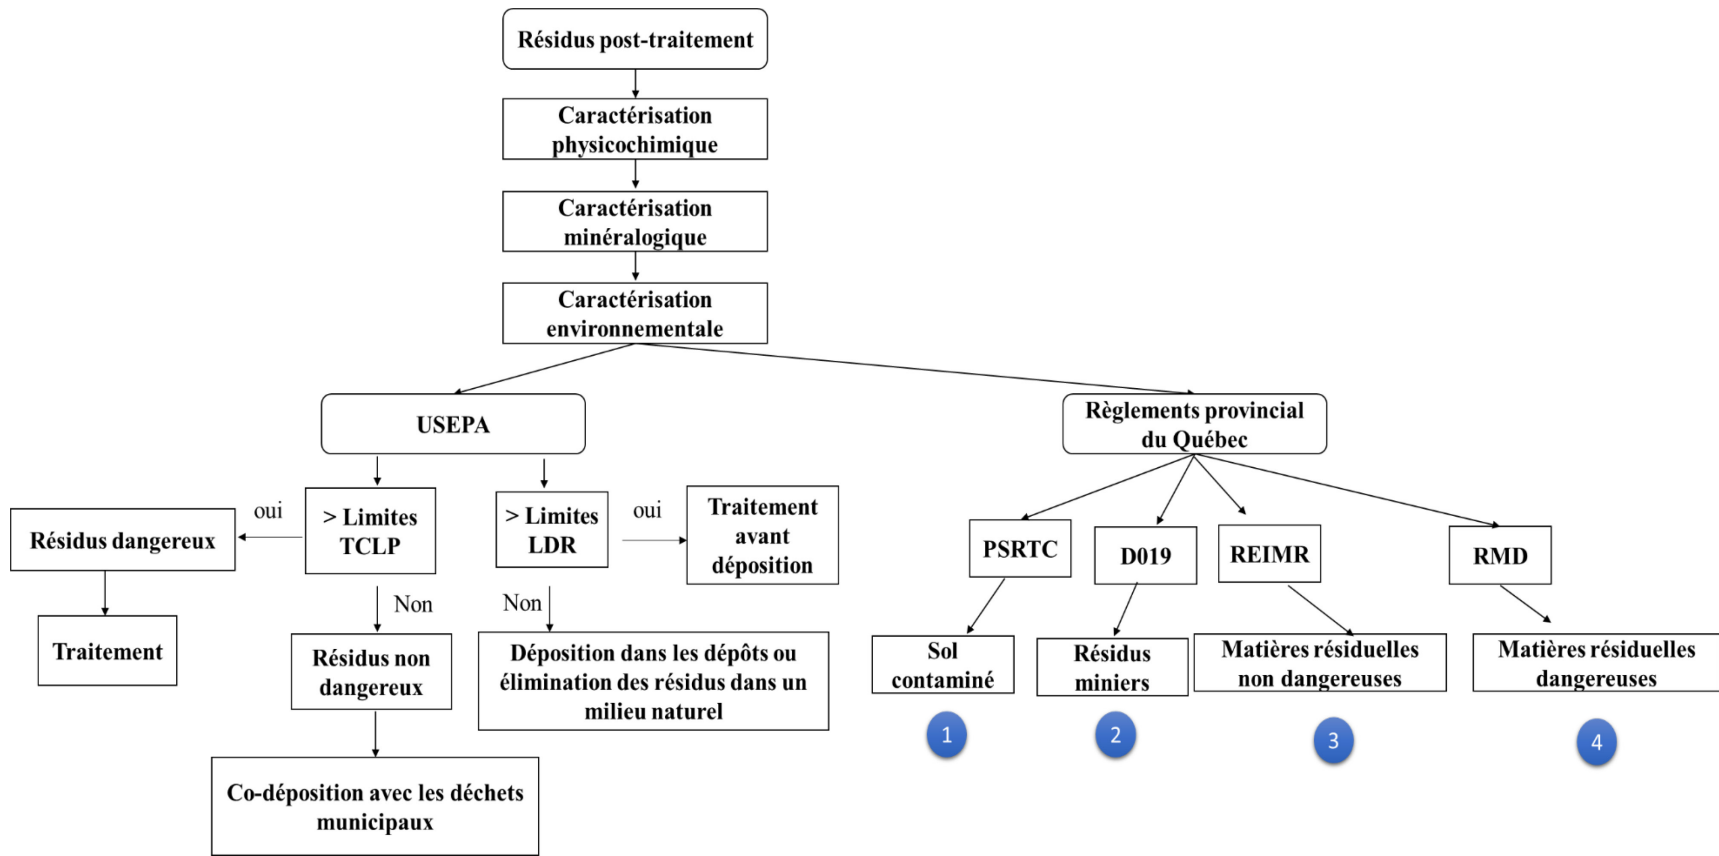 Résidus post-traitement
Caractérisation
physicochimique
Caractérisation
minéralogique
Caractérisation
environnementale
USEPA
Règlements provincial
du Québec
oui
> Limites
TCLP
Résidus dangereux
Traitement
Non
Résidus non
dangereux
Co-déposition avec les déchets
municipaux
> Limites
LDR
oui
Traitement
avant
déposition
Non
Déposition dans les dépôts ou
élimination des résidus dans un
milieu naturel
PSRTC
D019
REIMR
RMD
Sol
contaminé
Résidus
miniers
Matières résiduelles
non dangereuses
Matières résiduelles
dangereuses
1
2
3
4